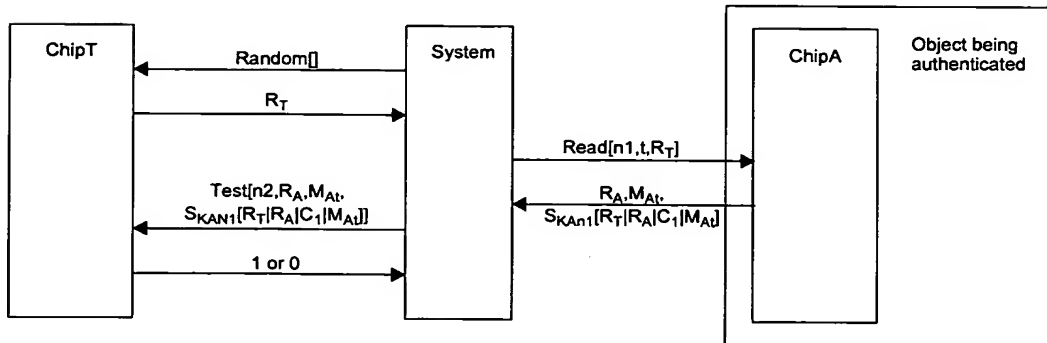 ChipT
System
ChipA
Object being
authenticated
Random[]
R_T
Read[n1,t,R_T]
Test[n2,R_A,M_At,
S_KAN1[R_T|R_A|C_1|M_At]]
R_A,M_At,
S_KAn1[R_T|R_A|C_1|M_At]
1 or 0